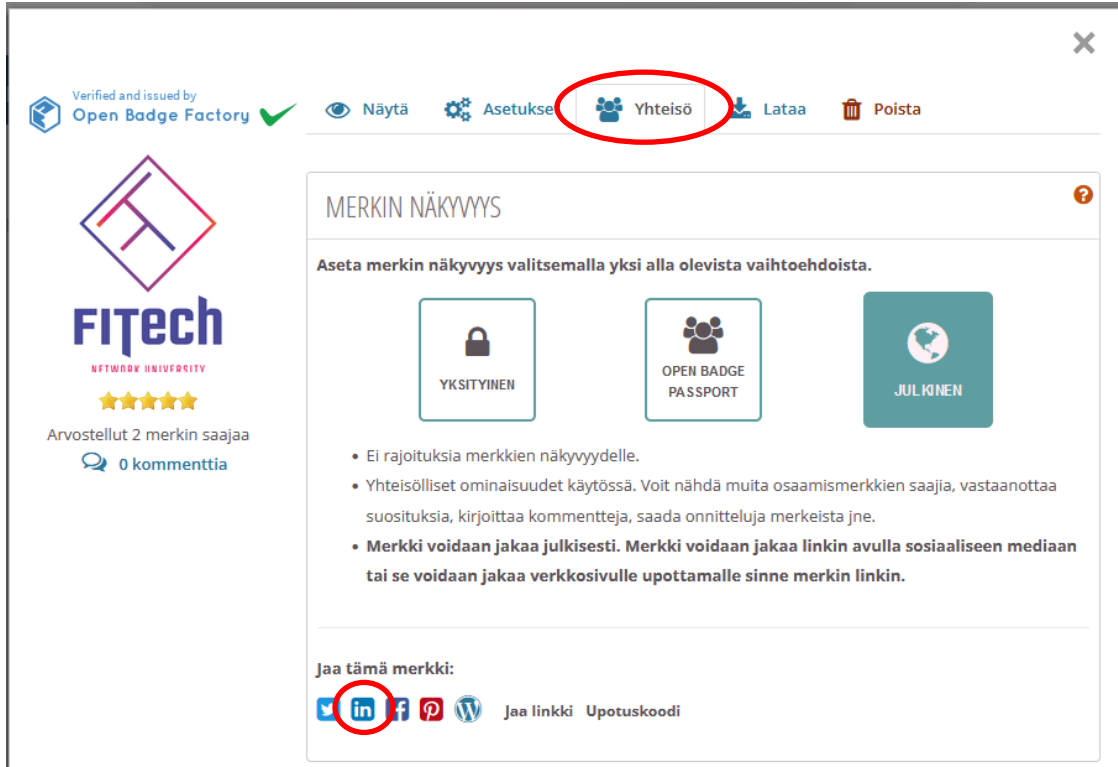 Verified and issued by
Open Badge Factory
Näytä Asetukse Yhteisö Lataa Poista
FITech
NETWORK UNIVERSITY
Arvostellut 2 merkin saajaa
0 kommenttia
MERKIN NÄKYVYYS
Aseta merkin näkyvyys valitsemalla yksi alla olevista vaihtoehdoista.
YKSITYINEN
OPEN BADGE
PASSPORT
JULKINEN
• Ei rajoituksia merkkien näkyvyydelle.
• Yhteisölliset ominaisuudet käytössä. Voit nähdä muita osaamismerkkien saajia, vastaanottaa
suosituksia, kirjoittaa kommentteja, saada onnitteluja merkeista jne.
• Merkki voidaan jakaa julkisesti. Merkki voidaan jakaa linkin avulla sosiaaliseen mediaan
tai se voidaan jakaa verkkosivulle upottamalle sinne merkin linkin.
Jaa tämä merkki:
in Jaa linkki Upotuskoodi